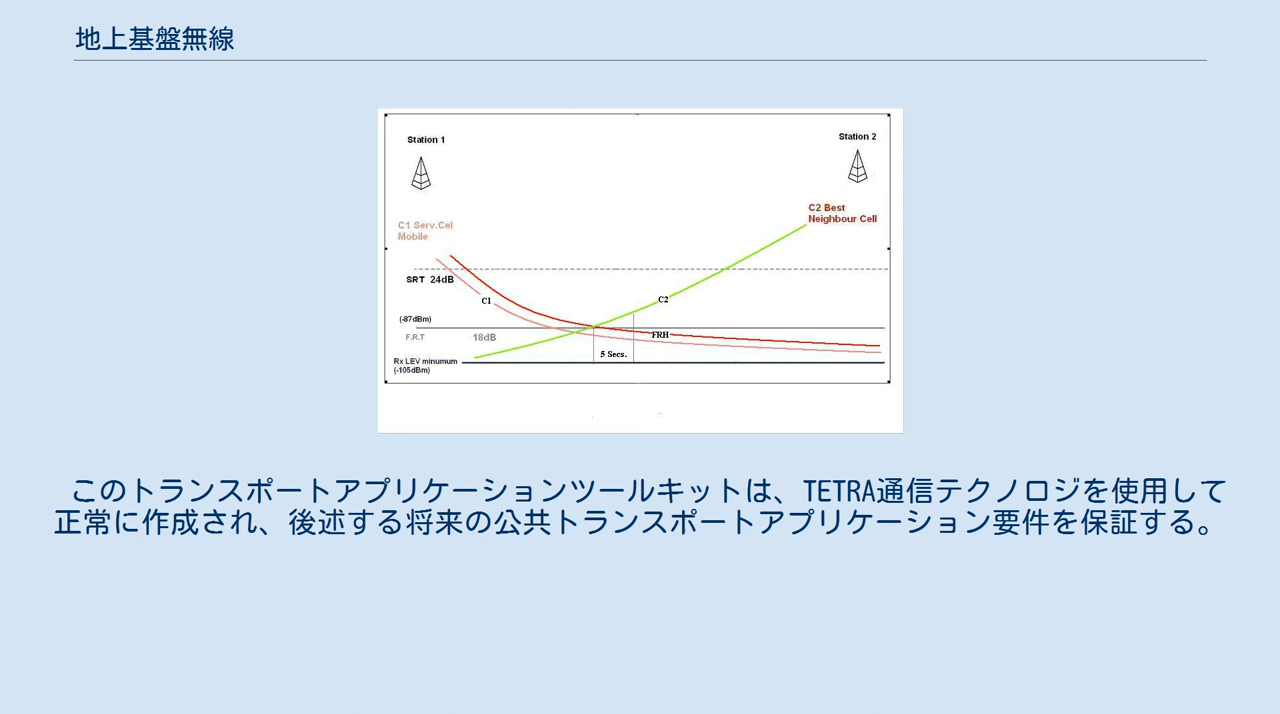 地上基盤無線
Station 1
Station 2
C2 Best
Neighbour Cell
C1 Serv.Cel
Mobile
SRT 24dB
C1
C2
(-87dBm)
F.R.T 18dB
FRH
5 Secs.
Rx LEV minumum
(-105dBm)
このトランスポートアプリケーションツールキットは、TETRA通信テクノロジを使用して
正常に作成され、後述する将来の公共トランスポートアプリケーション要件を保証する。